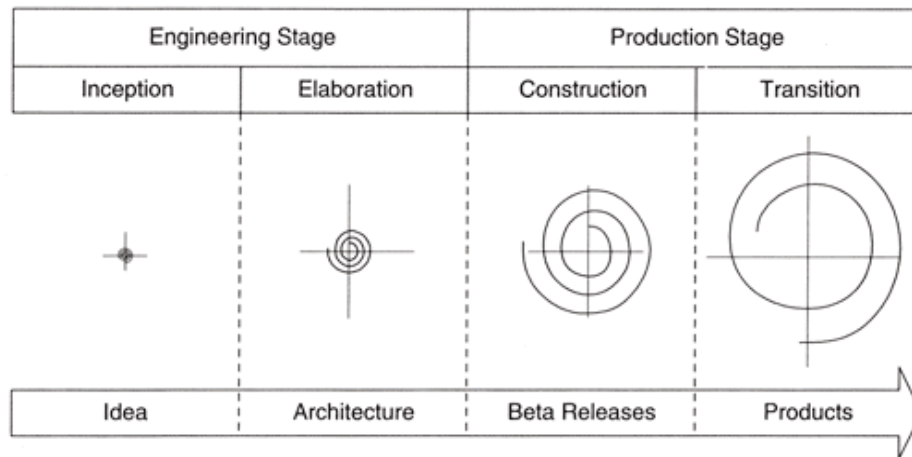 Engineering Stage Production Stage
Inception Elaboration Construction Transition
Idea Architecture Beta Releases Products